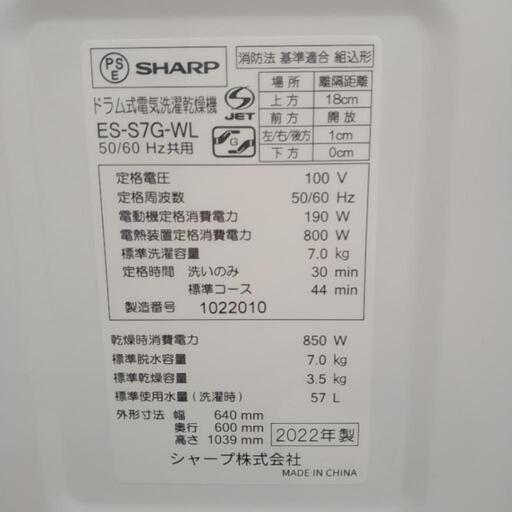 PSE SHARP
ドラム式電気洗濯乾燥機
ES-S7G-WL
50/60 Hz共用
JET
G
消防法 基準適合 組込形
場所 離隔距離
上方 18cm
前方 開放
左/右/後方 1cm
下方 0cm
定格電圧 100 V
定格周波数 50/60 Hz
電動機定格消費電力 190 W
電熱装置定格消費電力 800 W
標準洗濯容量 7.0 kg
定格時間 洗いのみ 30 min
標準コース 44 min
製造番号 1022010
乾燥時消費電力 850 W
標準脱水容量 7.0 kg
標準乾燥容量 3.5 kg
標準使用水量(洗濯時) 57 L
外形寸法 幅 640 mm
奥行 600 mm
高さ 1039 mm
2022年製
シャープ株式会社
MADE IN CHINA